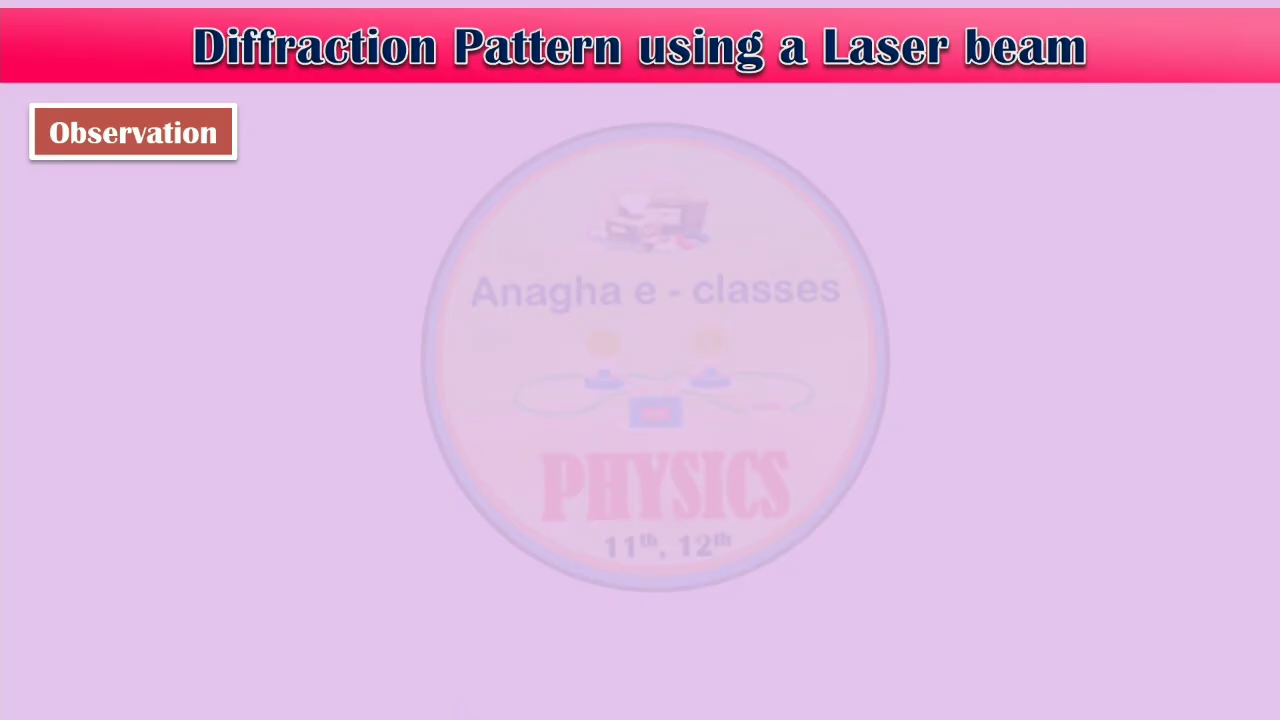 Diffraction Pattern using a Laser beam
Observation
Anagha e - classes
PHYSICS
11th, 12th